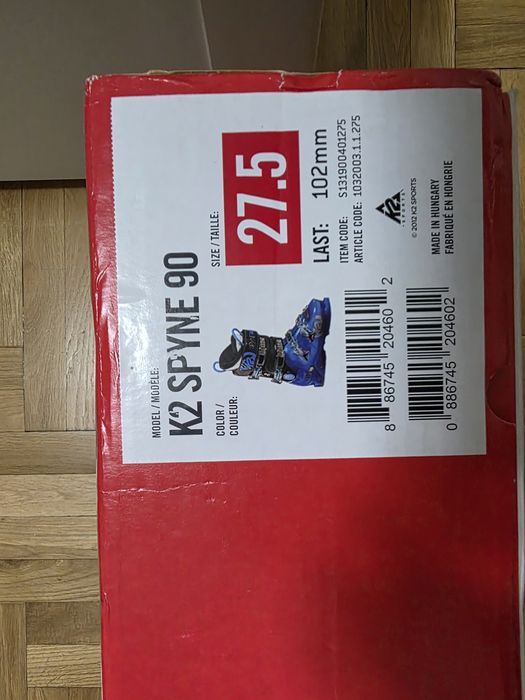 MODEL / MODÈLE:
K2 SPYNE 90
COLOR /
COULEUR:
SIZE / TAILLE:
27.5
LAST: 102mm
ITEM CODE: S131900401275
ARTICLE CODE: 1032003.1.1.275
8 86745 20460 2
0 886745 204602
K2
SPORTS
© 2012 K2 SPORTS
MADE IN HUNGARY
FABRIQUÉ EN HONGRIE